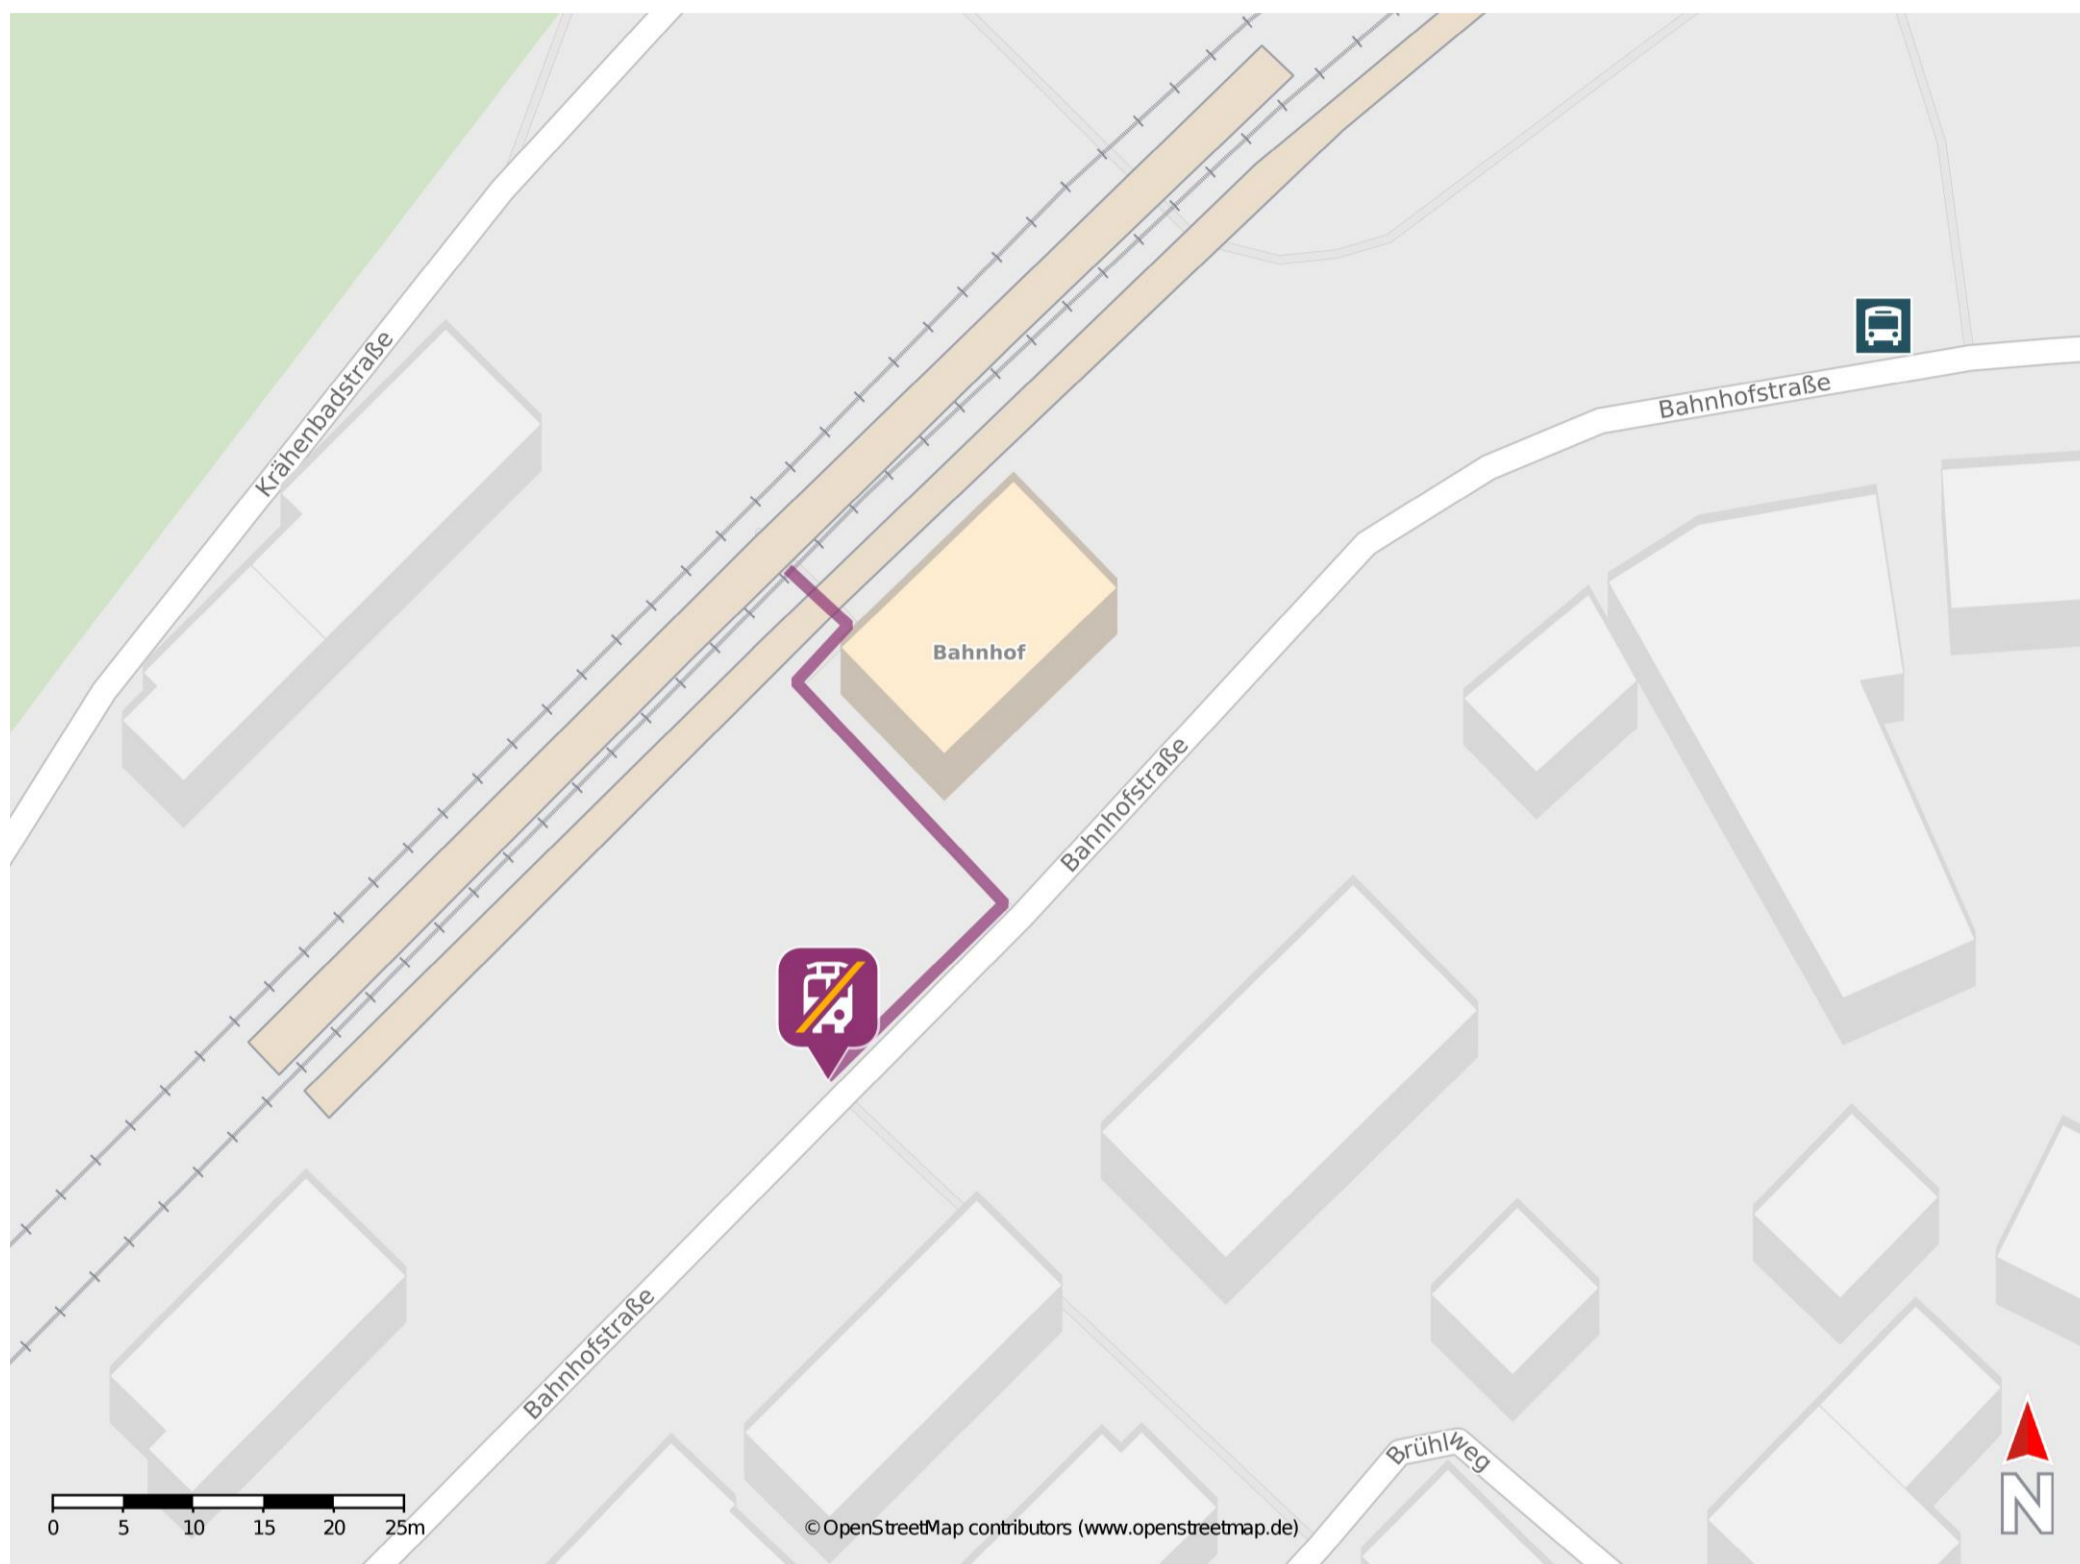 Krähenbadstraße
Bahnhofstraße
Bahnhof
Bahnhofstraße
Bahnhofstraße
Brühlweg
0 5 10 15 20 25m
© OpenStreetMap contributors (www.openstreetmap.de)
N